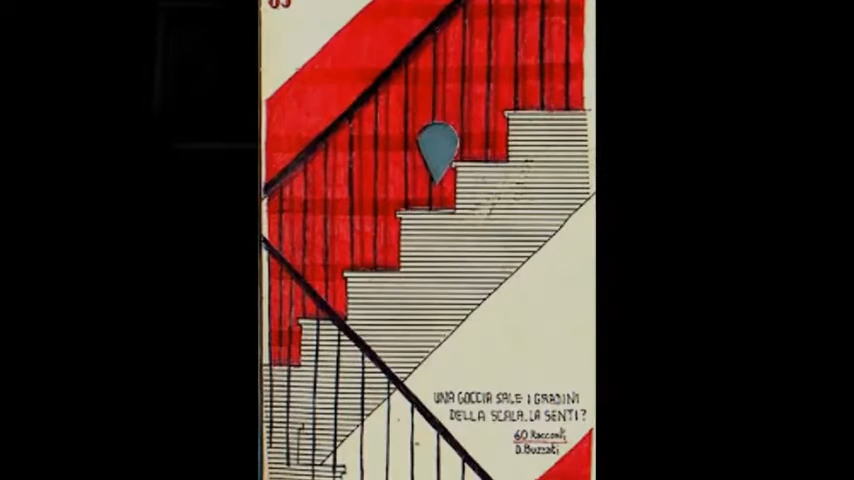 UNA GOCCIA SALE I GRADINI
DELLA SCALA. LA SENTI?
60 Racconti
D. Buzzati